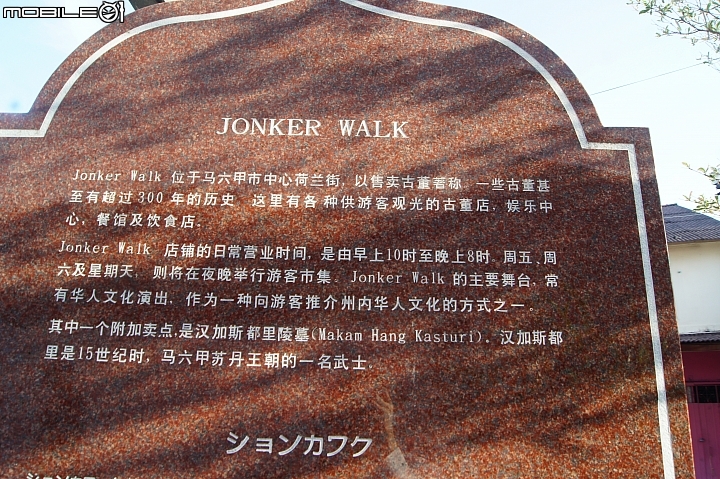 MOBILE01
JONKER WALK
Jonker Walk 位于马六甲市中心荷兰街, 以售卖古董著称 一些古董甚
至有超过300年的历史 这里有各种供游客观光的古董店, 娱乐中
心, 餐馆及饮食店.
Jonker Walk 店铺的日常营业时间, 是由早上10时至晚上8时. 周五、周
六及星期天, 则将在夜晚举行游客市集. Jonker Walk 的主要舞台, 常
有华人文化演出, 作为一种向游客推介州内华人文化的方式之一.
其中一个附加卖点,是汉加斯都里陵墓(Makam Hang Kasturi). 汉加斯都
里是15世纪时, 马六甲苏丹王朝的一名武士.
ションカワク